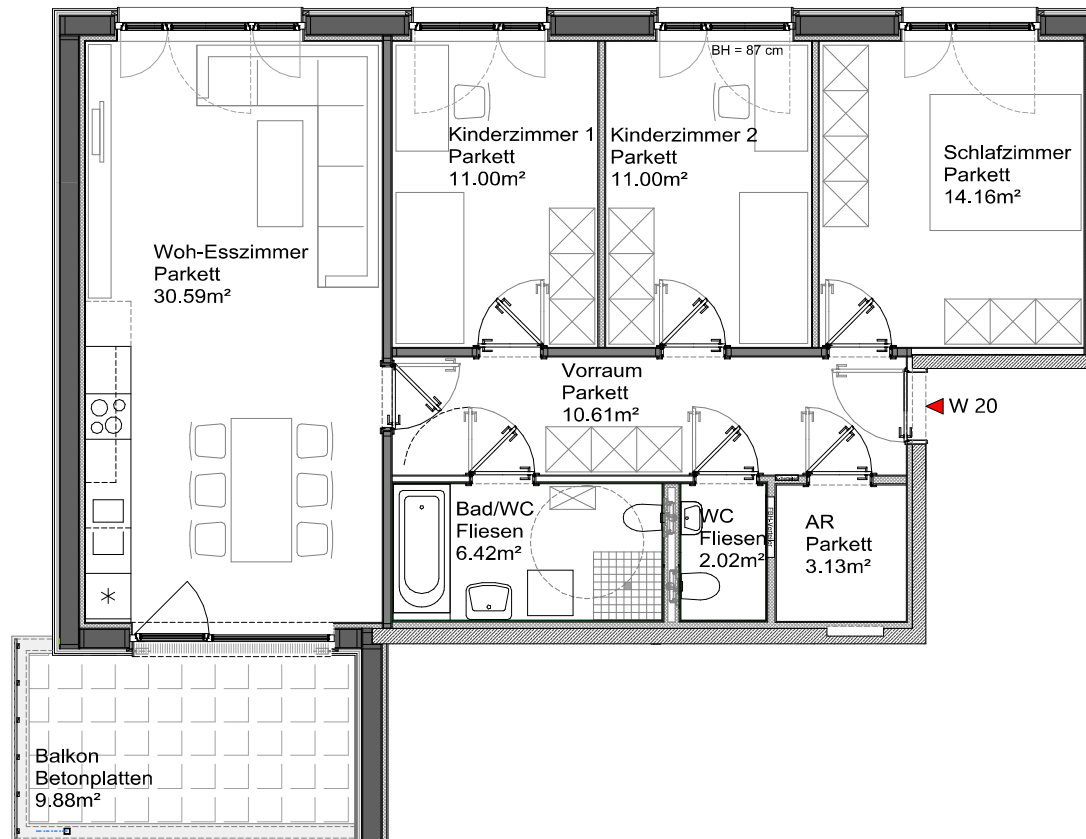 BH = 87 cm
Kinderzimmer 1
Parkett
11.00m²
Kinderzimmer 2
Parkett
11.00m²
Schlafzimmer
Parkett
14.16m²
Woh-Esszimmer
Parkett
30.59m²
Vorraum
Parkett
10.61m²
W 20
Bad/WC
Fliesen
6.42m²
WC
Fliesen
2.02m²
AR
Parkett
3.13m²
Balkon
Betonplatten
9.88m²